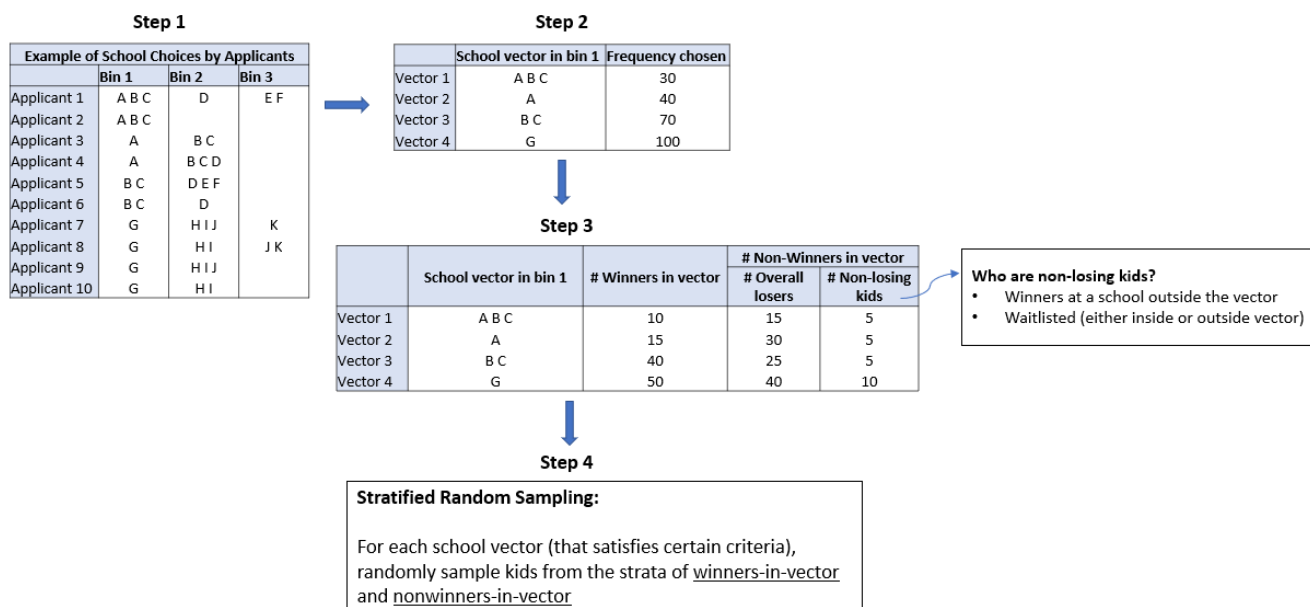 Step 1
Example of School Choices by Applicants
Bin 1 Bin 2 Bin 3
Applicant 1 A B C D E F
Applicant 2 A B C
Applicant 3 A B C
Applicant 4 A B C D
Applicant 5 B C D E F
Applicant 6 B C D
Applicant 7 G H I J K
Applicant 8 G H I J K
Applicant 9 G H I J
Applicant 10 G H I
Step 2
School vector in bin 1 Frequency chosen
Vector 1 A B C 30
Vector 2 A 40
Vector 3 B C 70
Vector 4 G 100
Step 3
# Non-Winners in vector
School vector in bin 1 # Winners in vector # Overall losers # Non-losing kids
Vector 1 A B C 10 15 5
Vector 2 A 15 30 5
Vector 3 B C 40 25 5
Vector 4 G 50 40 10
Who are non-losing kids?
• Winners at a school outside the vector
• Waitlisted (either inside or outside vector)
Step 4
Stratified Random Sampling:
For each school vector (that satisfies certain criteria),
randomly sample kids from the strata of winners-in-vector
and nonwinners-in-vector